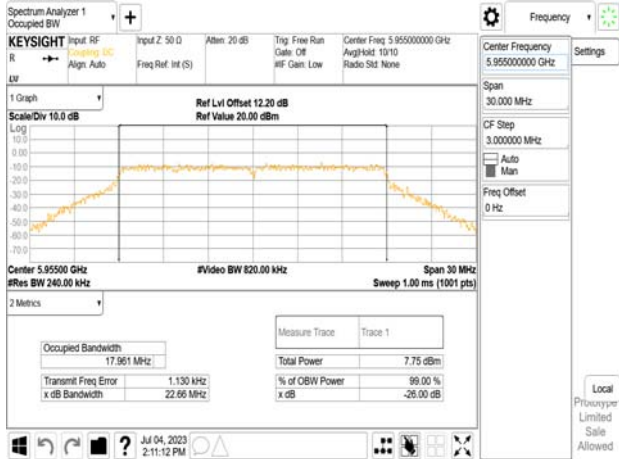 Spectrum Analyzer 1
Occupied BW
+
Frequency
KEYSIGHT
R
Input: RF
Coupling: DC
Align: Auto
Input Z: 50 Ω
Freq Ref: Int (S)
Atten: 20 dB
Trig: Free Run
Gate: Off
#IF Gain: Low
Center Freq: 5.955000000 GHz
Avg|Hold: 10/10
Radio Std: None
1 Graph
Scale/Div 10.0 dB
Ref Lvl Offset 12.20 dB
Ref Value 20.00 dBm
Log
10.0
0.00
-10.0
-20.0
-30.0
-40.0
-50.0
-60.0
-70.0
Center 5.95500 GHz
#Res BW 240.00 kHz
#Video BW 820.00 kHz
Span 30 MHz
Sweep 1.00 ms (1001 pts)
2 Metrics
Measure Trace
Trace 1
Occupied Bandwidth
17.961 MHz
Total Power
7.75 dBm
Transmit Freq Error
1.130 kHz
% of OBW Power
99.00 %
x dB Bandwidth
22.66 MHz
x dB
-26.00 dB
Center Frequency
5.955000000 GHz
Settings
Span
30.000 MHz
CF Step
3.000000 MHz
Auto
Man
Freq Offset
0 Hz
Local
Prototype
Limited
Sale
Allowed
?
Jul 04, 2023
2:11:12 PM